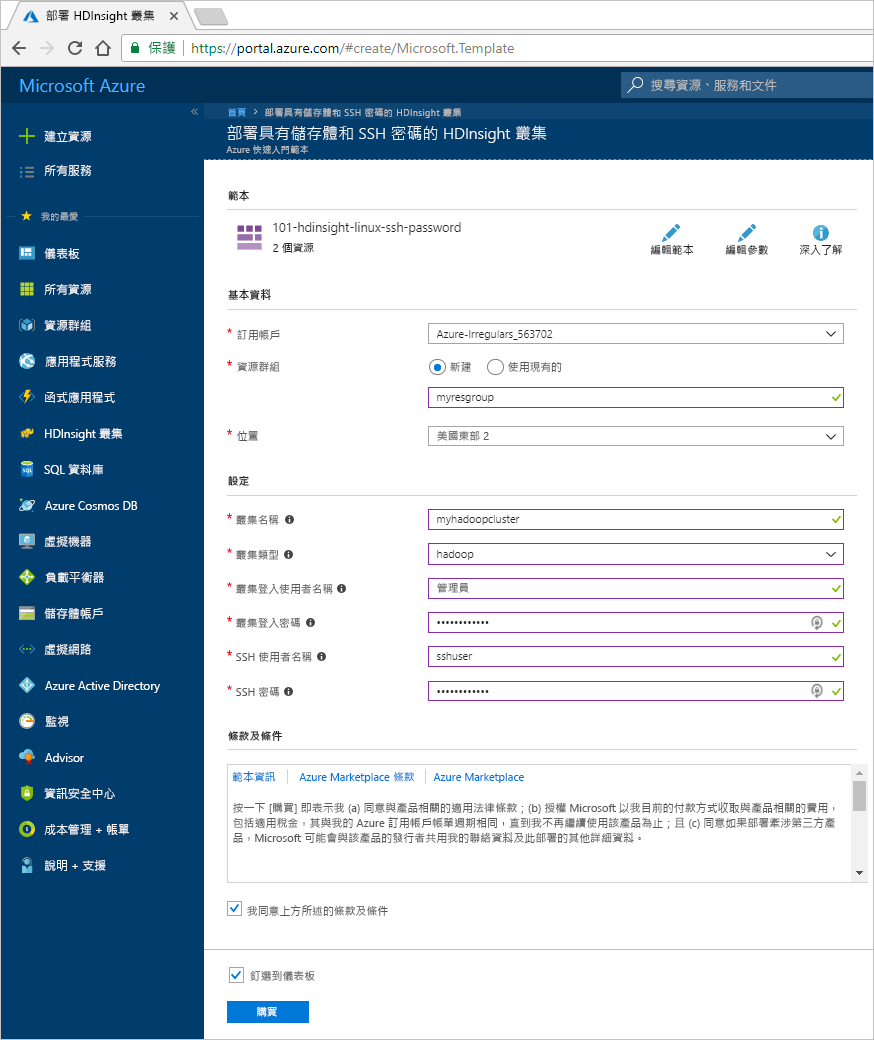 部署 HDInsight 叢集
保護 https://portal.azure.com/#create/Microsoft.Template
Microsoft Azure
搜尋資源、服務和文件
建立資源
所有服務
我的最愛
儀表板
所有資源
資源群組
應用程式服務
函式應用程式
HDInsight 叢集
SQL 資料庫
Azure Cosmos DB
虛擬機器
負載平衡器
儲存體帳戶
虛擬網路
Azure Active Directory
監視
Advisor
資訊安全中心
成本管理 + 帳單
說明 + 支援
首頁 > 部署具有儲存體和 SSH 密碼的 HDInsight 叢集
部署具有儲存體和 SSH 密碼的 HDInsight 叢集
Azure 快速入門範本
範本
101-hdinsight-linux-ssh-password
2 個資源
編輯範本
編輯參數
深入了解
基本資料
* 訂用帳戶 Azure-Irregulars_563702
* 資源群組 新建 使用現有的
myresgroup
* 位置 美國東部 2
設定
* 叢集名稱 myhadoopcluster
* 叢集類型 hadoop
* 叢集登入使用者名稱 管理員
* 叢集登入密碼 ••••••••••••
* SSH 使用者名稱 sshuser
* SSH 密碼 ••••••••••••
條款及條件
範本資訊 Azure Marketplace 條款 Azure Marketplace
按一下 [購買] 即表示我 (a) 同意與產品相關的適用法律條款；(b) 授權 Microsoft 以我目前的付款方式收取與產品相關的費用，
包括適用稅金，其與我的 Azure 訂用帳戶帳單週期相同，直到我不再繼續使用該產品為止；且 (c) 同意如果部署牽涉第三方產
品，Microsoft 可能會與該產品的發行者共用我的聯絡資料及此部署的其他詳細資料。
我同意上方所述的條款及條件
釘選到儀表板
購買